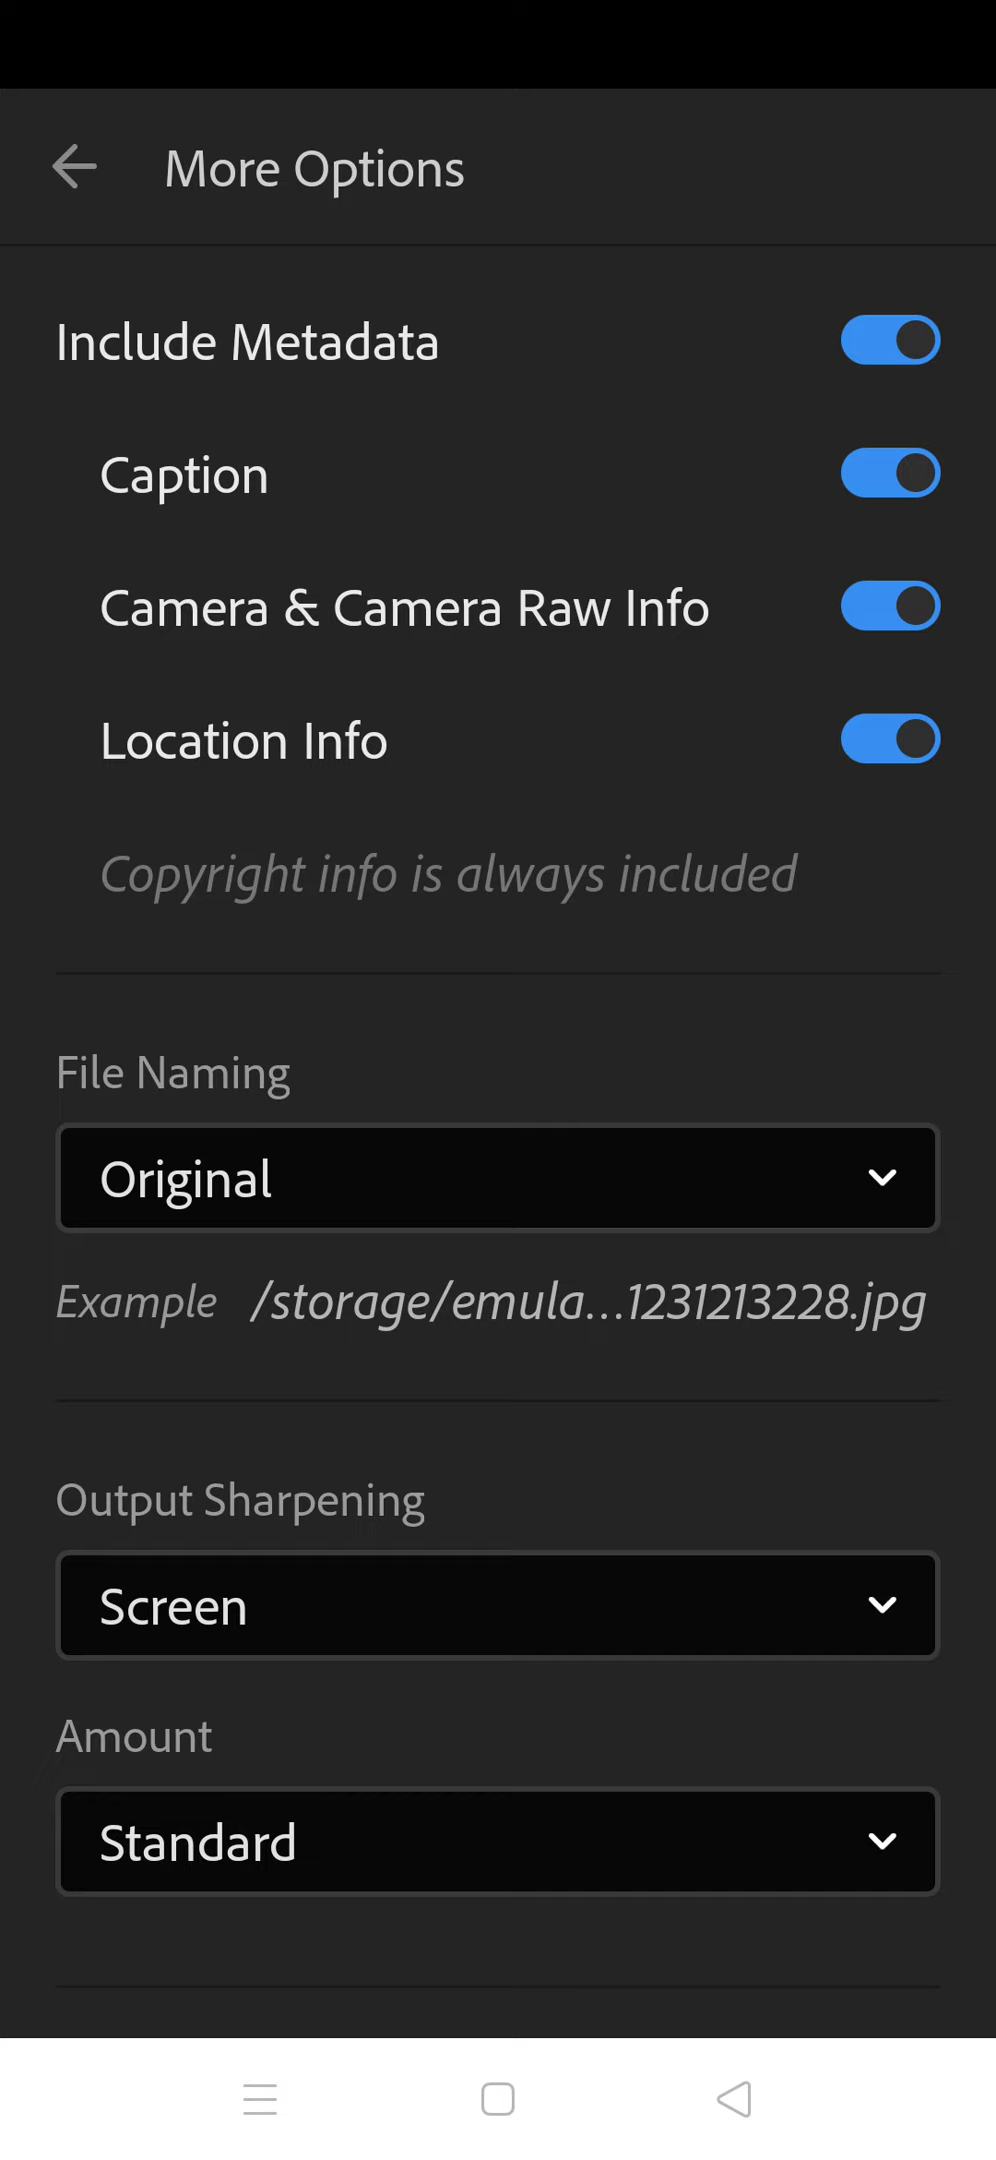 More Options
Include Metadata
Caption
Camera & Camera Raw Info
Location Info
Copyright info is always included
File Naming
Original
Example /storage/emula...1231213228.jpg
Output Sharpening
Screen
Amount
Standard